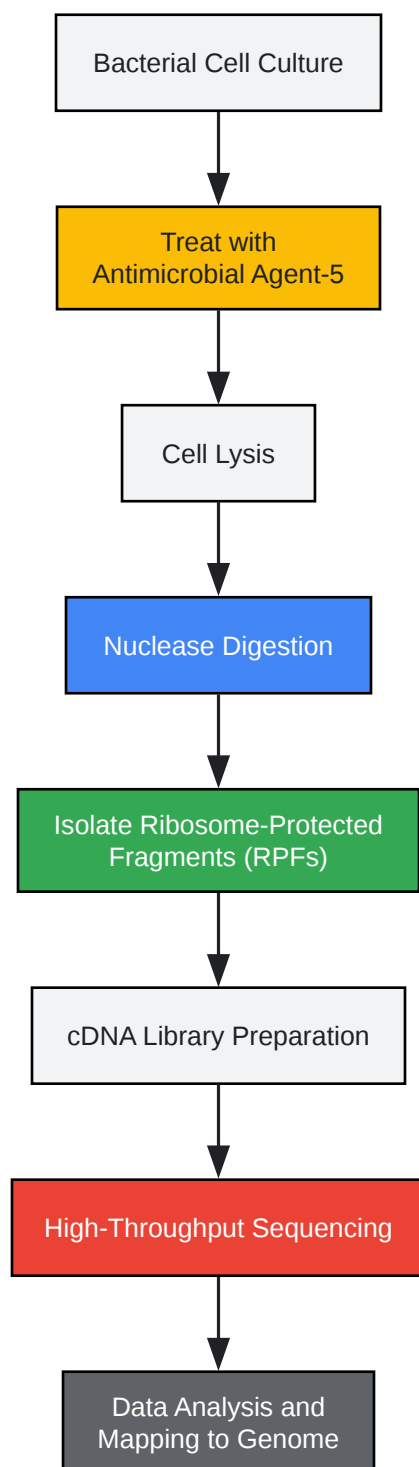 Bacterial Cell Culture
Treat with
Antimicrobial Agent-5
Cell Lysis
Nuclease Digestion
Isolate Ribosome-Protected
Fragments (RPFs)
cDNA Library Preparation
High-Throughput Sequencing
Data Analysis and
Mapping to Genome